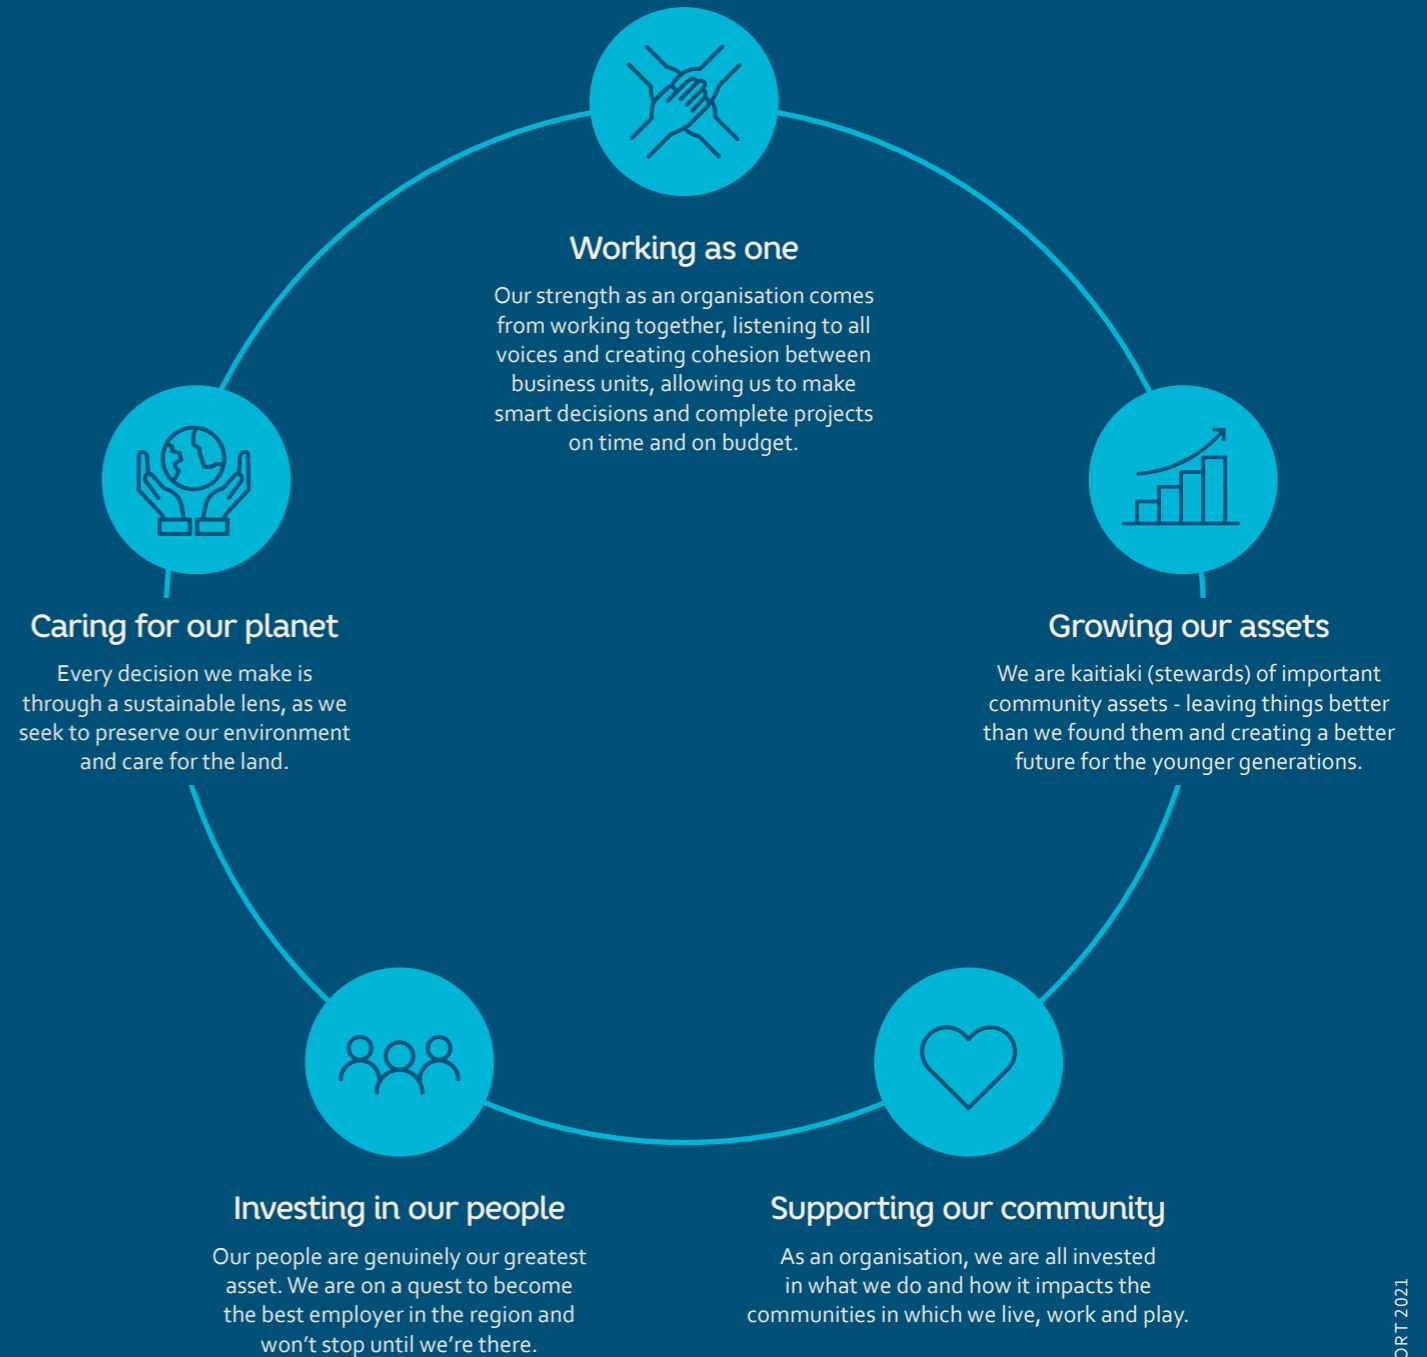 Working as one
Our strength as an organisation comes
from working together, listening to all
voices and creating cohesion between
business units, allowing us to make
smart decisions and complete projects
on time and on budget.
Caring for our planet
Every decision we make is
through a sustainable lens, as we
seek to preserve our environment
and care for the land.
Growing our assets
We are kaitiaki (stewards) of important
community assets - leaving things better
than we found them and creating a better
future for the younger generations.
Investing in our people
Our people are genuinely our greatest
asset. We are on a quest to become
the best employer in the region and
won’t stop until we’re there.
Supporting our community
As an organisation, we are all invested
in what we do and how it impacts the
communities in which we live, work and play.
2021